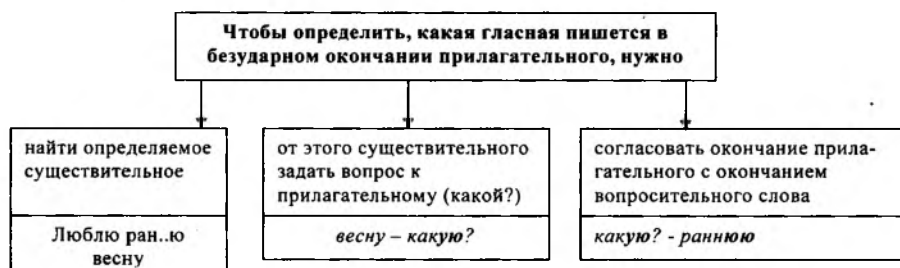 Чтобы определить, какая гласная пишется в
безударном окончании прилагательного, нужно
найти определяемое
существительное
Люблю ран..ю
весну
от этого существительного
задать вопрос к
прилагательному (какой?)
весну – какую?
согласовать окончание прила-
гательного с окончанием
вопросительного слова
какую? - раннюю